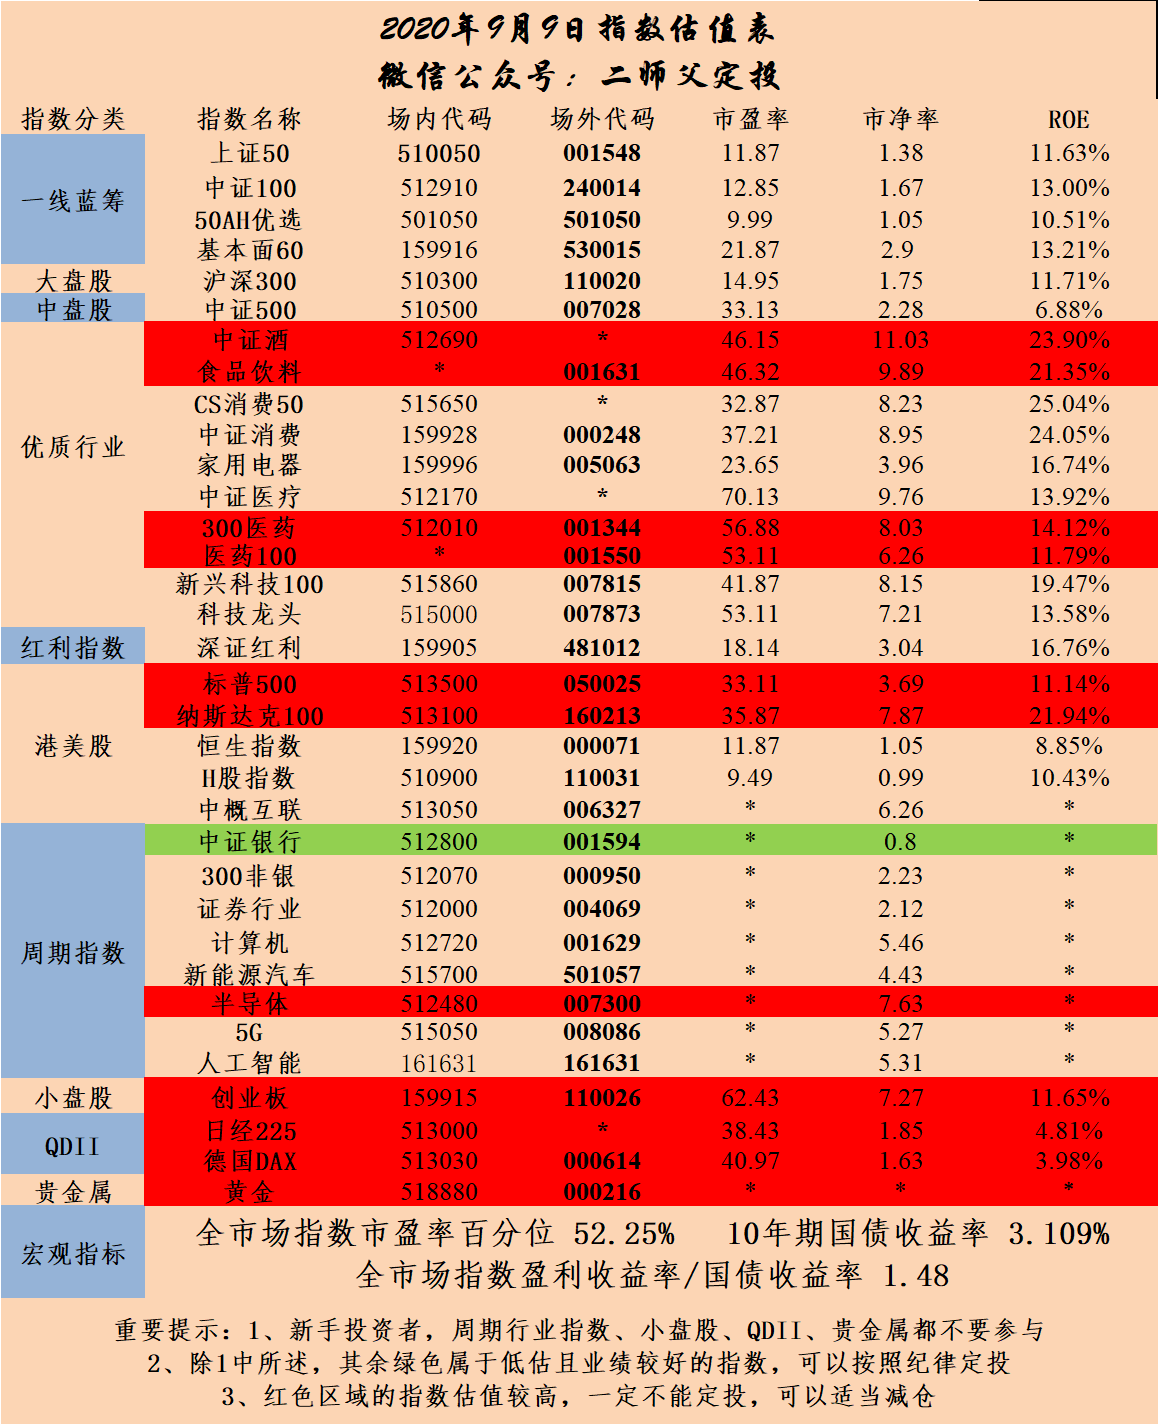 2020年9月9日指数估值表
微信公众号：二师父定投
指数分类 指数名称 场内代码 场外代码 市盈率 市净率 ROE
一线蓝筹
上证50 510050 001548 11.87 1.38 11.63%
中证100 512910 240014 12.85 1.67 13.00%
50AH优选 501050 501050 9.99 1.05 10.51%
基本面60 159916 530015 21.87 2.9 13.21%
大盘股 沪深300 510300 110020 14.95 1.75 11.71%
中盘股 中证500 510500 007028 33.13 2.28 6.88%
优质行业
中证酒 512690 * 46.15 11.03 23.90%
食品饮料 * 001631 46.32 9.89 21.35%
CS消费50 515650 * 32.87 8.23 25.04%
中证消费 159928 000248 37.21 8.95 24.05%
家用电器 159996 005063 23.65 3.96 16.74%
中证医疗 512170 * 70.13 9.76 13.92%
300医药 512010 001344 56.88 8.03 14.12%
医药100 * 001550 53.11 6.26 11.79%
新兴科技100 515860 007815 41.87 8.15 19.47%
科技龙头 515000 007873 53.11 7.21 13.58%
红利指数 深证红利 159905 481012 18.14 3.04 16.76%
港美股
标普500 513500 050025 33.11 3.69 11.14%
纳斯达克100 513100 160213 35.87 7.87 21.94%
恒生指数 159920 000071 11.87 1.05 8.85%
H股指数 510900 110031 9.49 0.99 10.43%
中概互联 513050 006327 * 6.26 *
周期指数
中证银行 512800 001594 * 0.8 *
300非银 512070 000950 * 2.23 *
证券行业 512000 004069 * 2.12 *
计算机 512720 001629 * 5.46 *
新能源汽车 515700 501057 * 4.43 *
半导体 512480 007300 * 7.63 *
5G 515050 008086 * 5.27 *
人工智能 161631 161631 * 5.31 *
小盘股 创业板 159915 110026 62.43 7.27 11.65%
QDII
日经225 513000 * 38.43 1.85 4.81%
德国DAX 513030 000614 40.97 1.63 3.98%
贵金属 黄金 518880 000216 * * *
宏观指标
全市场指数市盈率百分位 52.25% 10年期国债收益率 3.109%
全市场指数盈利收益率/国债收益率 1.48
重要提示：1、新手投资者，周期行业指数、小盘股、QDII、贵金属都不要参与
2、除1中所述，其余绿色属于低估且业绩较好的指数，可以按照纪律定投
3、红色区域的指数估值较高，一定不能定投，可以适当减仓